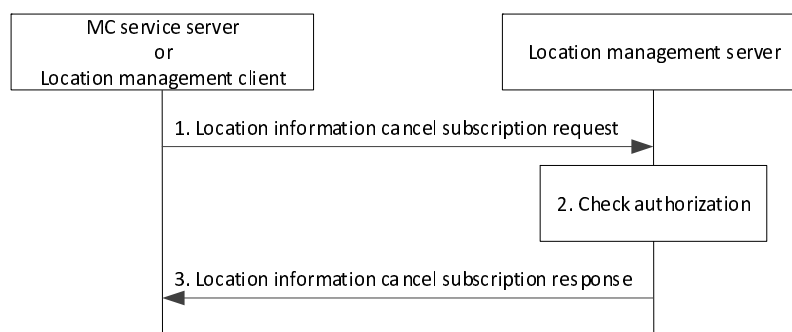 MC service server
or
Location management client
Location management server
1. Location information cancel subscription request
2. Check authorization
3. Location information cancel subscription response